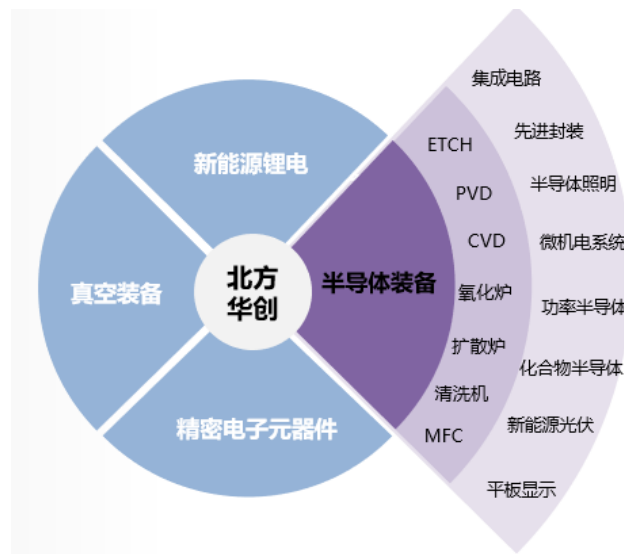 新能源锂电
真空装备
北方
华创
半导体装备
精密电子元器件
ETCH
PVD
CVD
氧化炉
扩散炉
清洗机
MFC
集成电路
先进封装
半导体照明
微机电系统
功率半导体
化合物半导体
新能源光伏
平板显示